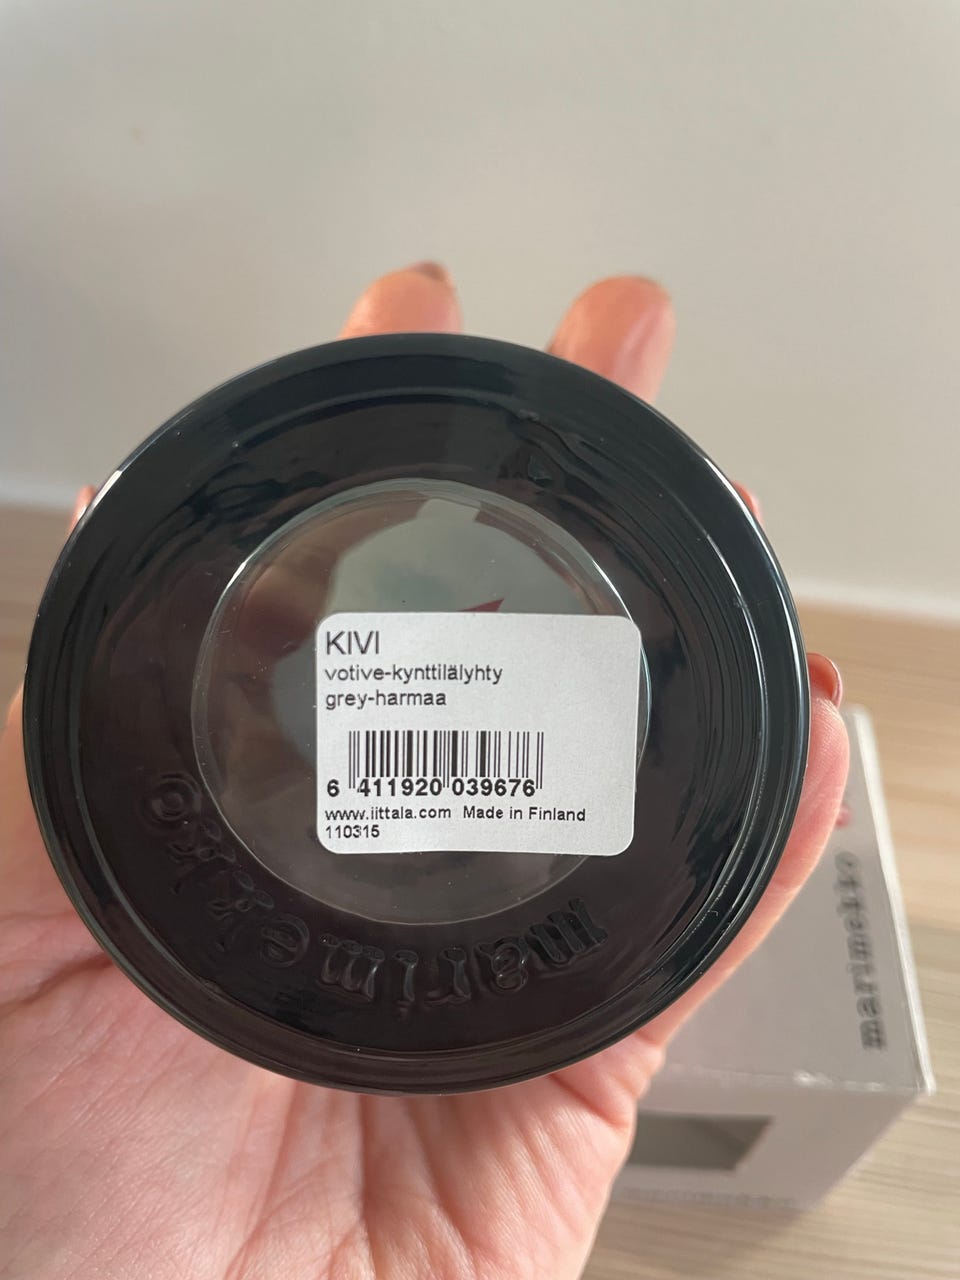 KIVI
votive-kynttilälyhty
grey-harmaa
6 411920 039676
www.iittala.com Made in Finland
110315
marimekko
marimekko